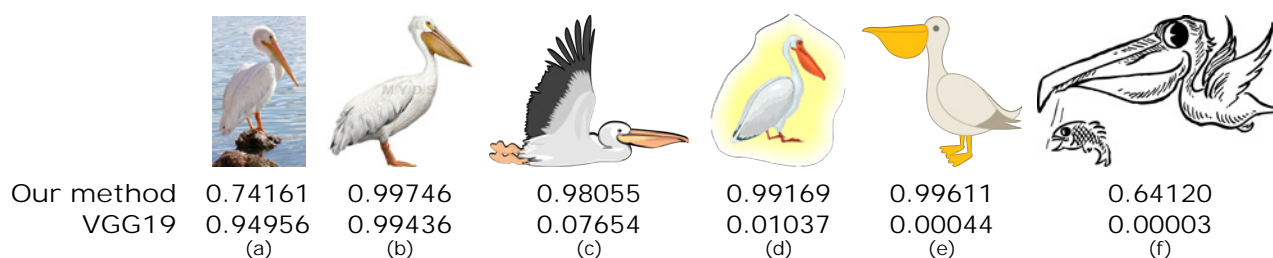 MYDS
Our method 0.74161 0.99746 0.98055 0.99169 0.99611 0.64120
VGG19 0.94956 0.99436 0.07654 0.01037 0.00044 0.00003
(a) (b) (c) (d) (e) (f)